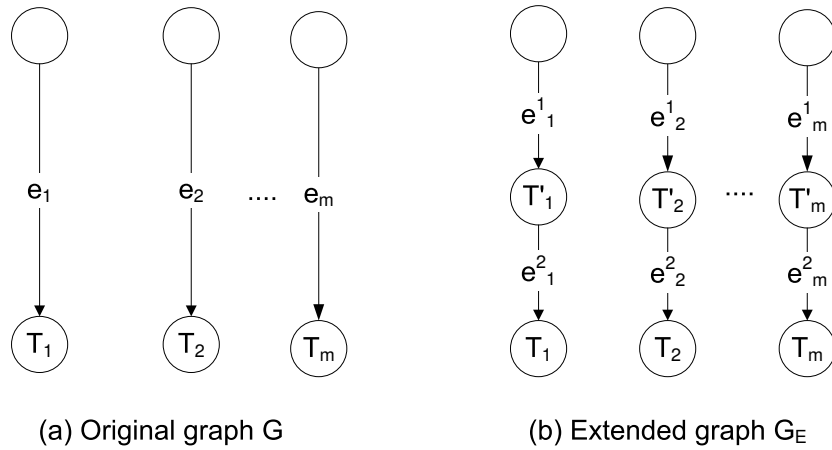 e₁ e₂ .... eₘ
T₁ T₂ Tₘ
(a) Original graph G
e¹₁ e¹₂ e¹ₘ
T'₁ T'₂ .... T'ₘ
e²₁ e²₂ e²ₘ
T₁ T₂ Tₘ
(b) Extended graph G_E